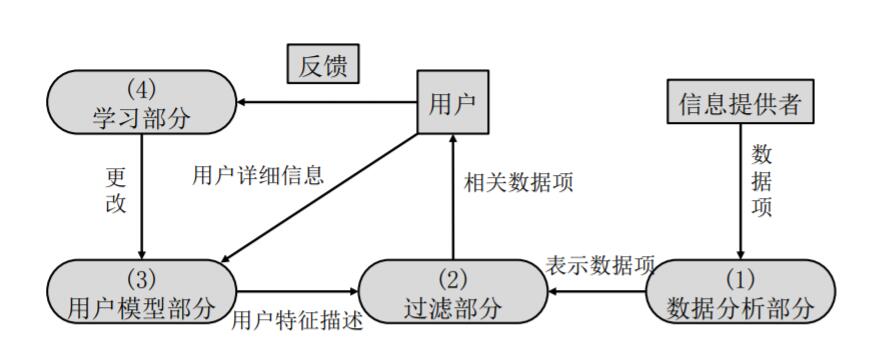 反馈
(4)
学习部分
用户
信息提供者
更改
用户详细信息
相关数据项
数据项
(3)
用户模型部分
用户特征描述
(2)
过滤部分
表示数据项
(1)
数据分析部分